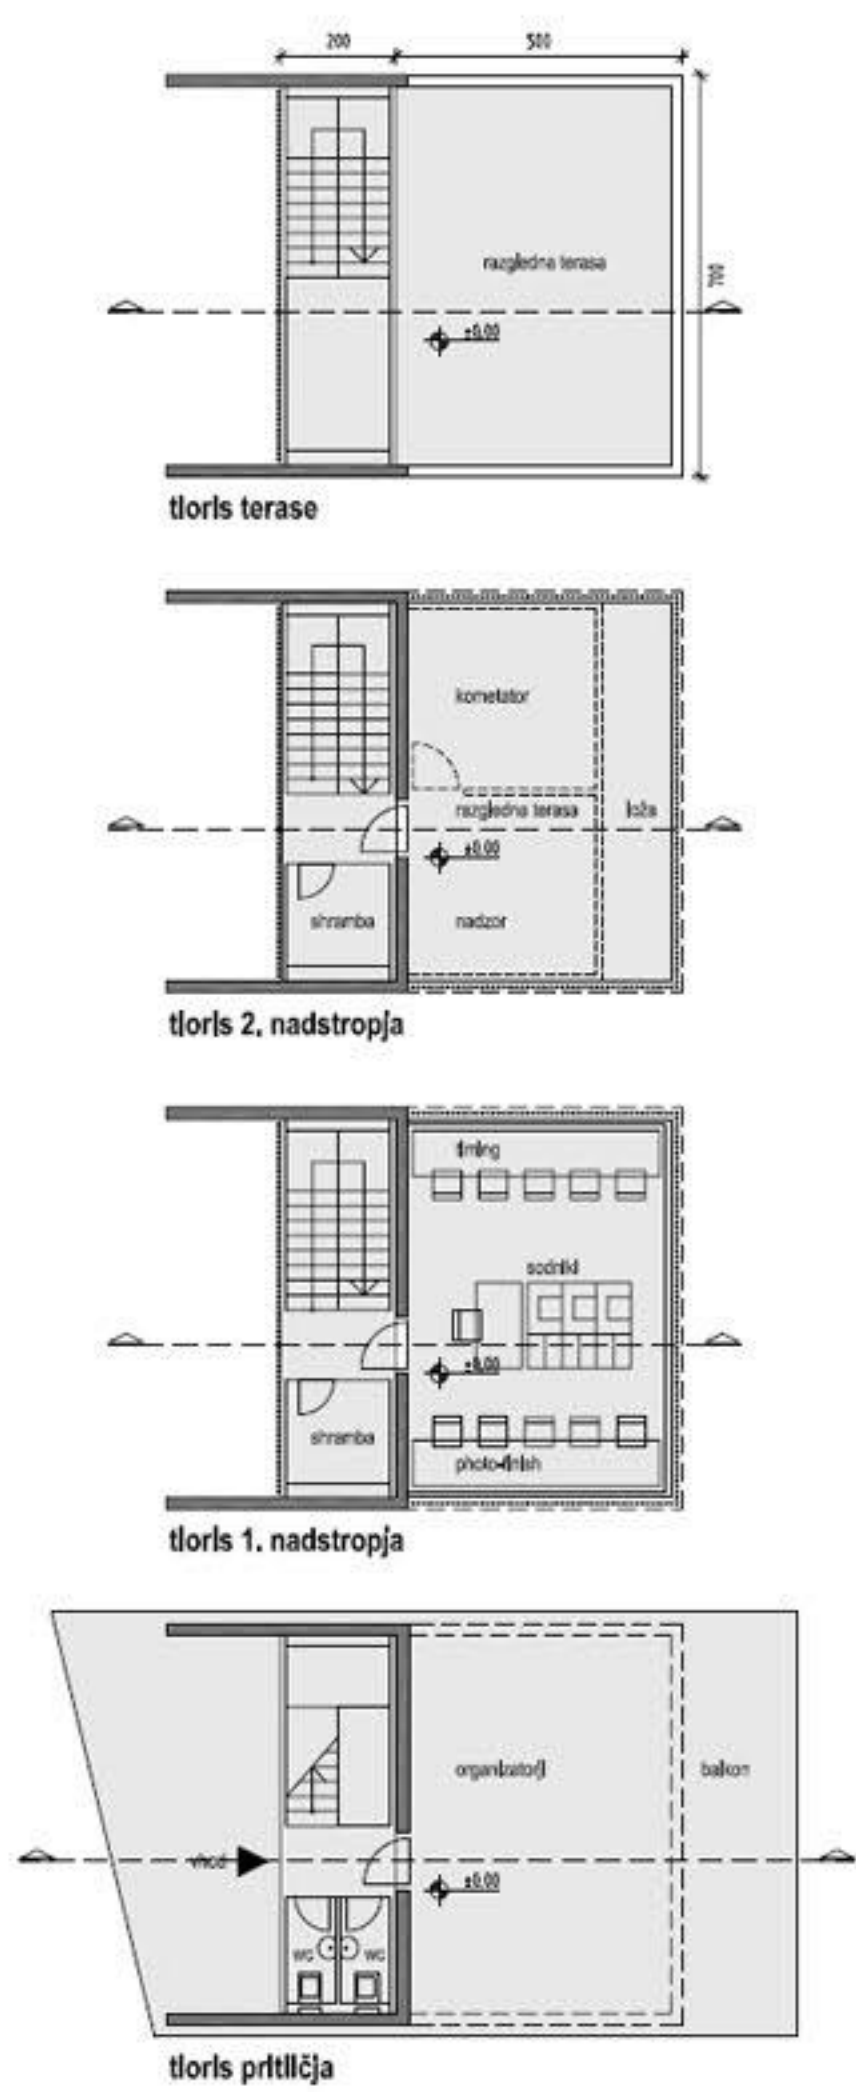 200
500
razgledna terasa
700
±0.00
tloris terase
kometator
razgledna terasa
loža
±0.00
shramba
nadzor
tloris 2. nadstropja
timing
sodniki
±0.00
shramba
photo-finish
tloris 1. nadstropja
organizatorji
balkon
vhod
±0.00
WC
WC
tloris pritličja